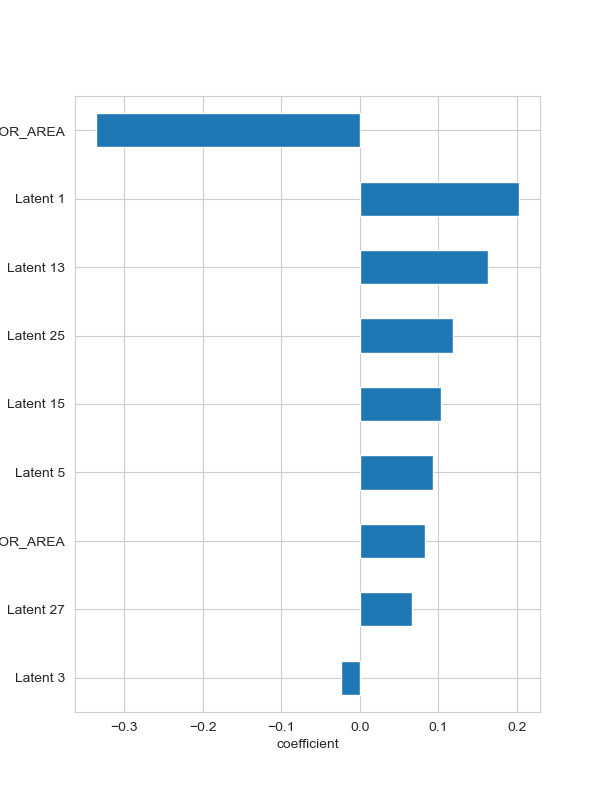 OR_AREA
Latent 1
Latent 13
Latent 25
Latent 15
Latent 5
OR_AREA
Latent 27
Latent 3
−0.3 −0.2 −0.1 0.0 0.1 0.2
coefficient